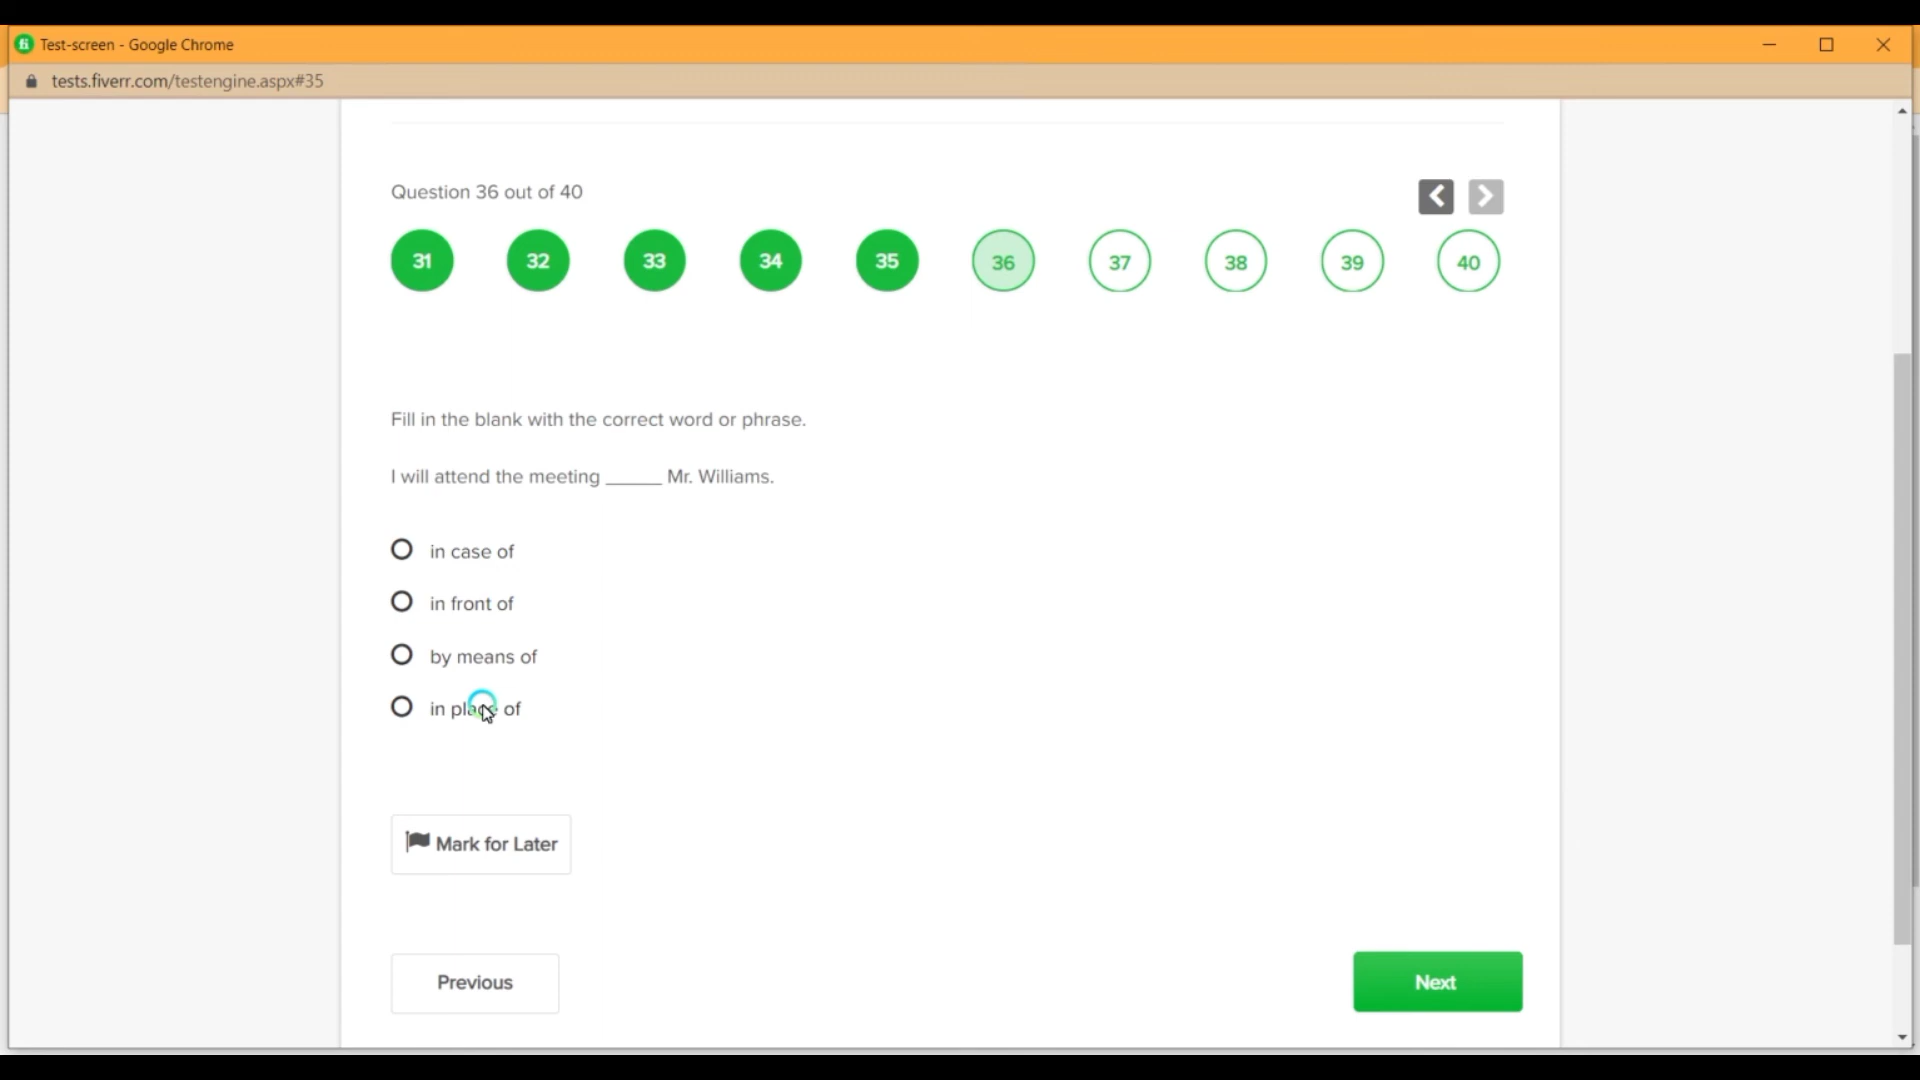 Test-screen - Google Chrome
tests.fiverr.com/testengine.aspx#35
Question 36 out of 40
31 32 33 34 35 36 37 38 39 40
Fill in the blank with the correct word or phrase.
I will attend the meeting ______ Mr. Williams.
in case of
in front of
by means of
in place of
Mark for Later
Previous
Next